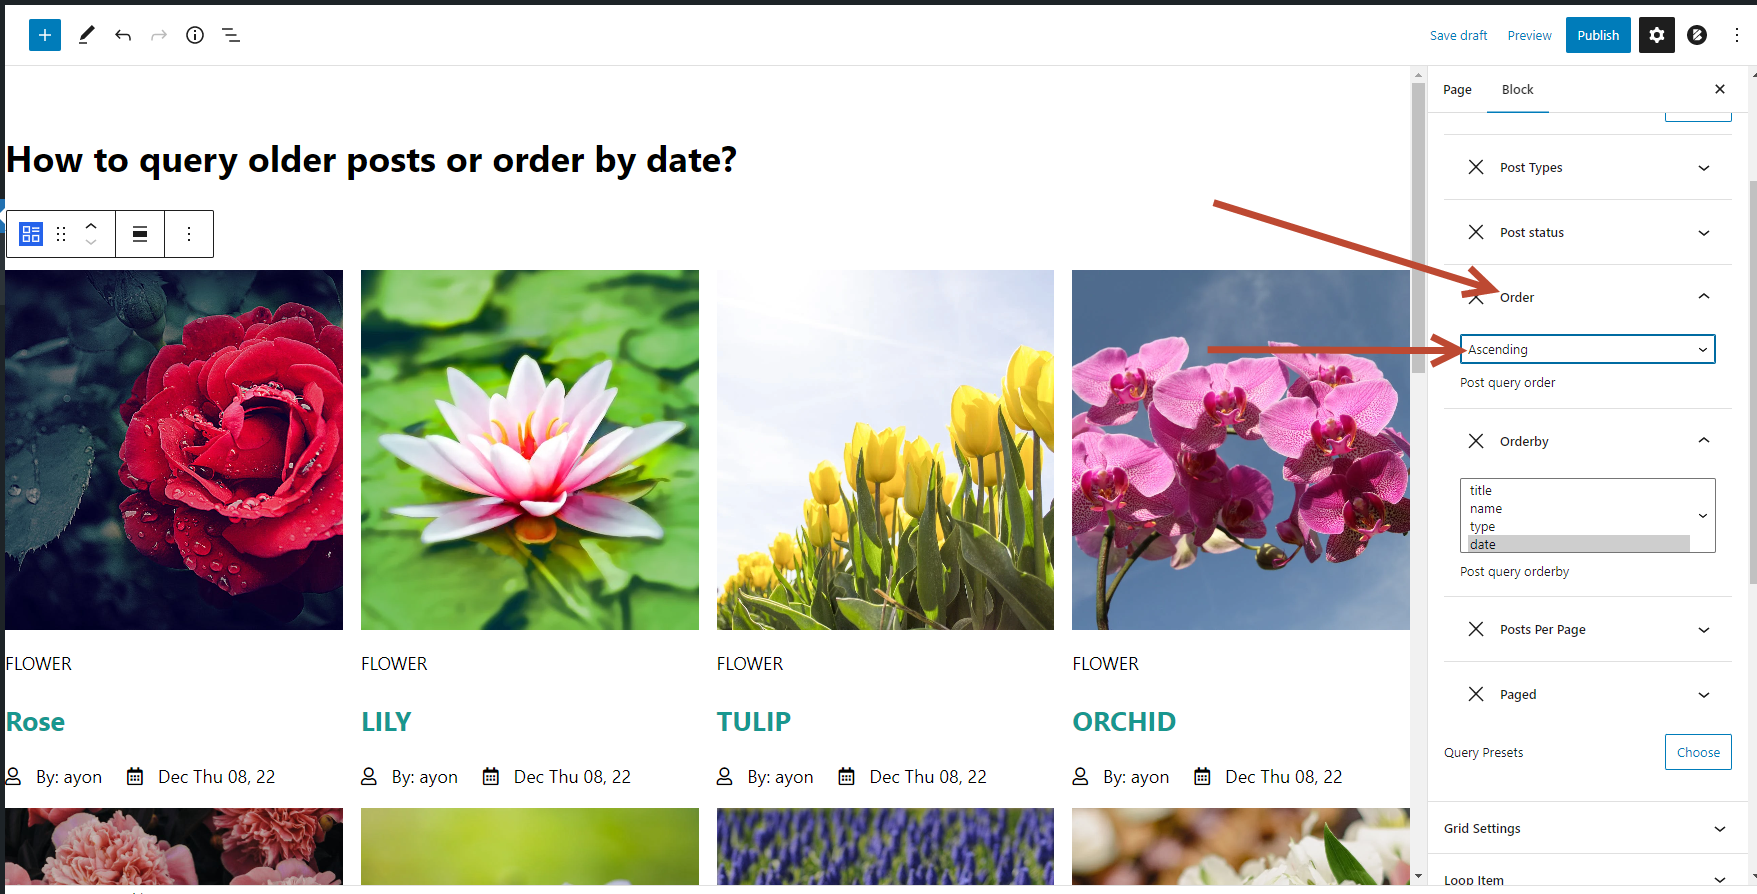 Save draft
Preview
Publish
Page
Block
How to query older posts or order by date?
Post Types
Post status
Order
Ascending
Post query order
Orderby
title
name
type
date
Post query orderby
Posts Per Page
Paged
Query Presets
Choose
Grid Settings
Loop Item
FLOWER
Rose
By: ayon
Dec Thu 08, 22
FLOWER
LILY
By: ayon
Dec Thu 08, 22
FLOWER
TULIP
By: ayon
Dec Thu 08, 22
FLOWER
ORCHID
By: ayon
Dec Thu 08, 22